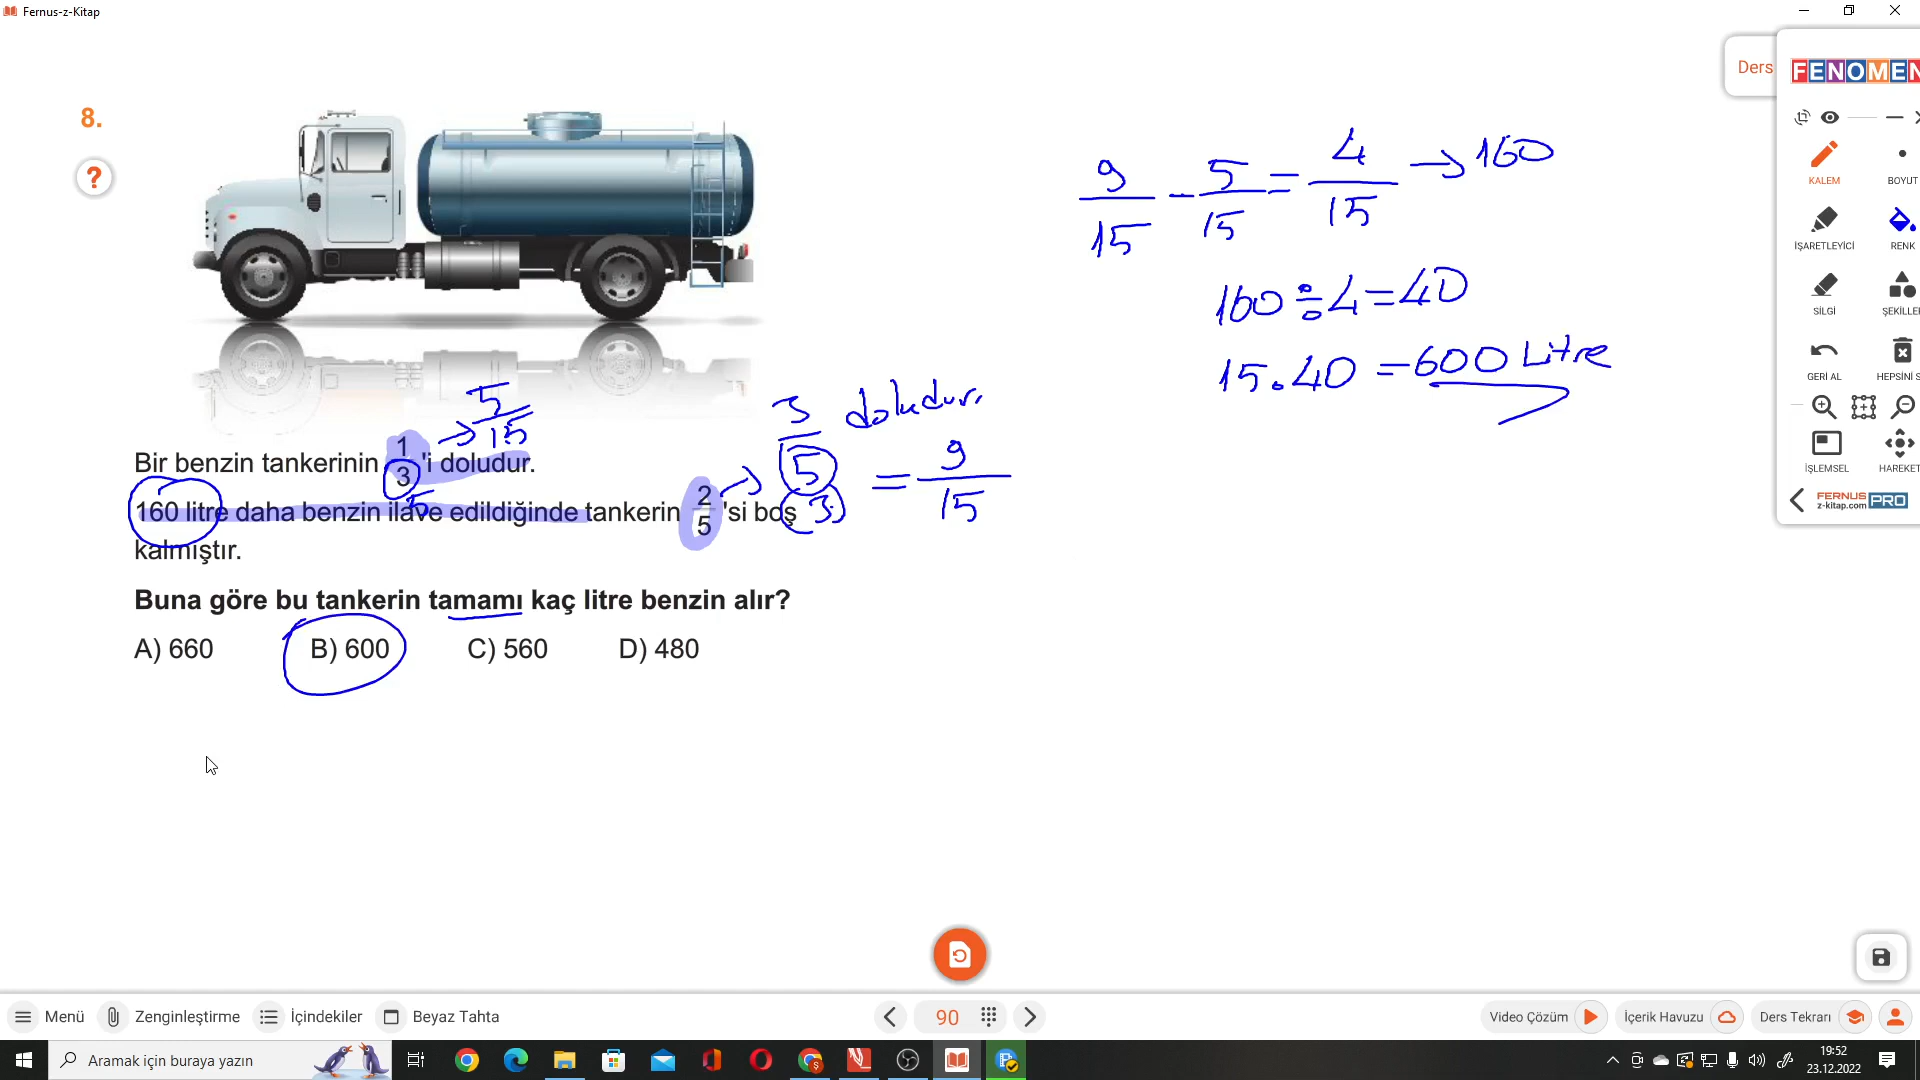 Fernus-z-Kitap
Ders
FENOMEN
8.
?
KALEM
BOYUT
İŞARETLEYİCİ
RENK
SİLGİ
ŞEKİLLE
GERİ AL
HEPSİNİ S
İŞLEMSEL
HAREKET
FERNUS
z-kitap.com
PRO
9/15 - 5/15 = 4/15 → 160
160 ÷ 4 = 40
15.40 = 600 Litre
→ 5/15
3/5 doludur.
(3) = 9/15
Bir benzin tankerinin 1/3 'i doludur.
5
160 litre daha benzin ilave edildiğinde tankerin 2/5 'si boş
kalmıştır.
Buna göre bu tankerin tamamı kaç litre benzin alır?
A) 660 B) 600 C) 560 D) 480
Menü Zenginleştirme İçindekiler Beyaz Tahta 90 Video Çözüm İçerik Havuzu Ders Tekrarı
Aramak için buraya yazın
19:52
23.12.2022